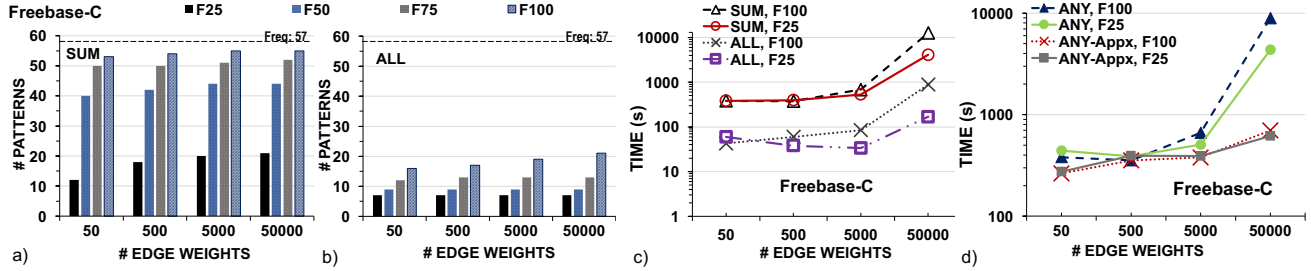 Freebase-C
F25
F50
F75
F100
60
50
40
30
20
10
0
# PATTERNS
SUM
Freq: 57
50
500
5000
50000
# EDGE WEIGHTS
a)
60
50
40
30
20
10
0
# PATTERNS
ALL
Freq: 57
50
500
5000
50000
# EDGE WEIGHTS
b)
SUM, F100
SUM, F25
ALL, F100
ALL, F25
10000
1000
100
10
1
TIME (s)
Freebase-C
50
500
5000
50000
# EDGE WEIGHTS
c)
ANY, F100
ANY, F25
ANY-Appx, F100
ANY-Appx, F25
10000
1000
100
TIME (s)
Freebase-C
50
500
5000
50000
# EDGE WEIGHTS
d)